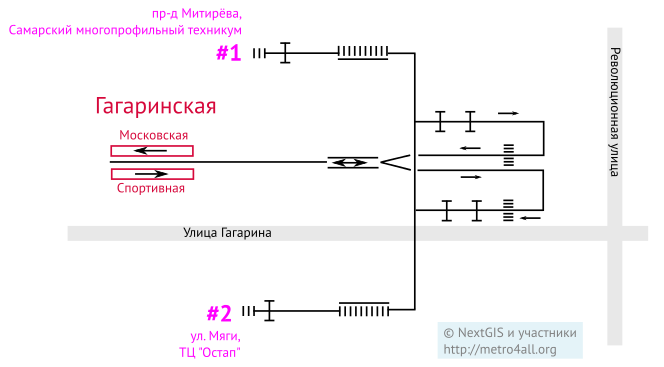 пр-д Митирёва,
Самарский многопрофильный техникум
#1
Гагаринская
Московская
Спортивная
Революционная улица
Улица Гагарина
#2
ул. Мяги,
ТЦ "Остап"
© NextGIS и участники
http://metro4all.org